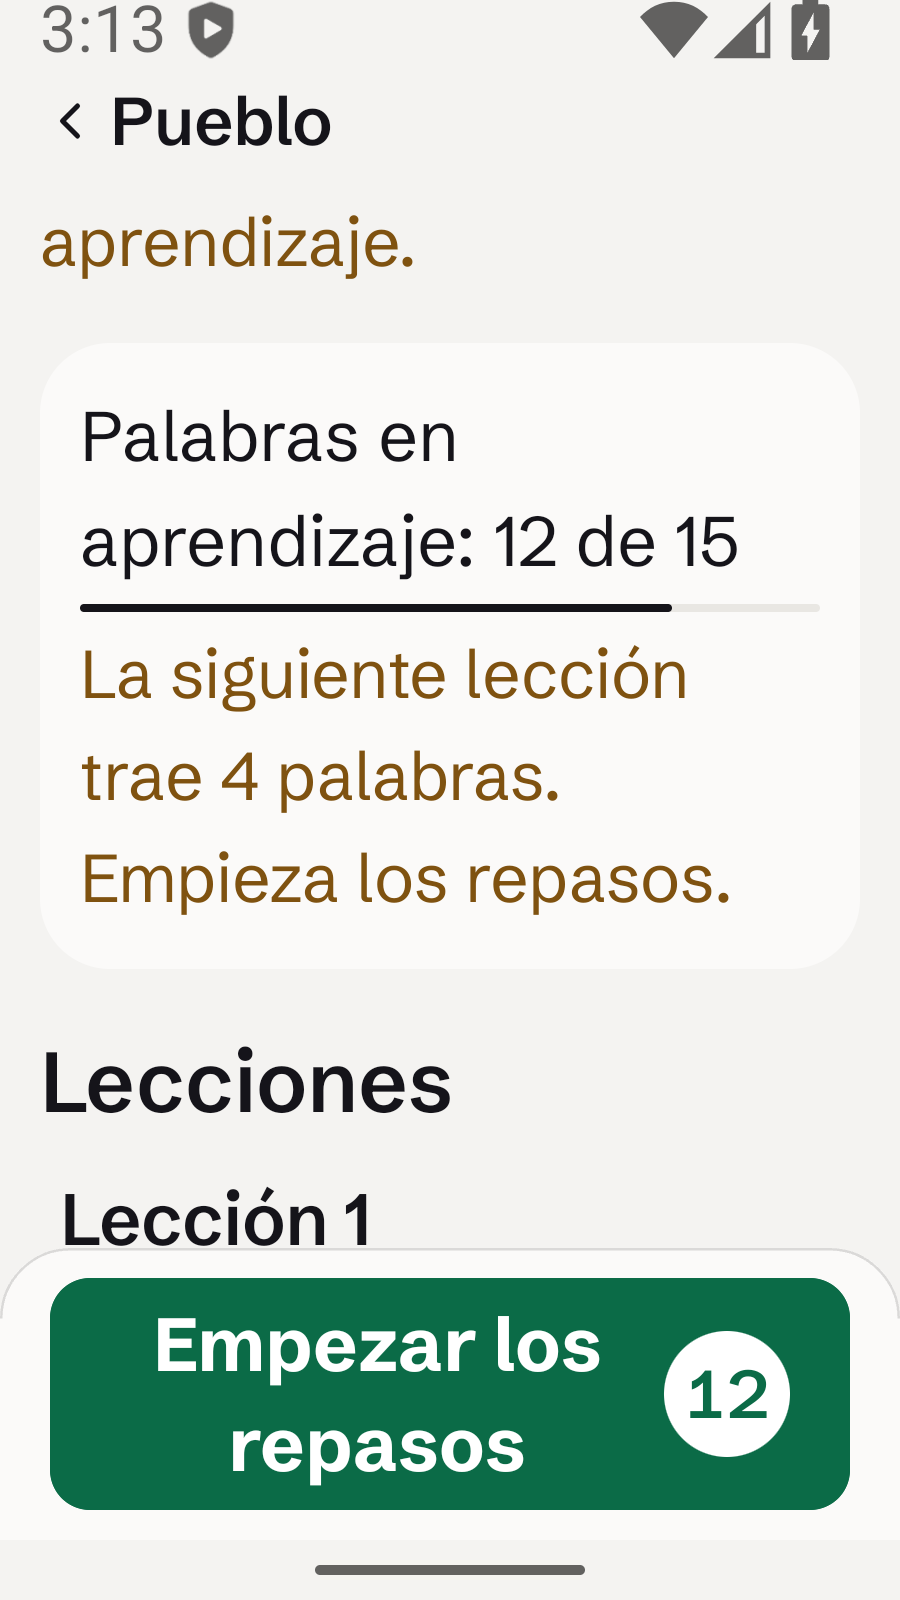 3:13
Pueblo
aprendizaje.
Palabras en
aprendizaje: 12 de 15
La siguiente lección
trae 4 palabras.
Empieza los repasos.
Lecciones
Lección 1
Empezar los
repasos
12